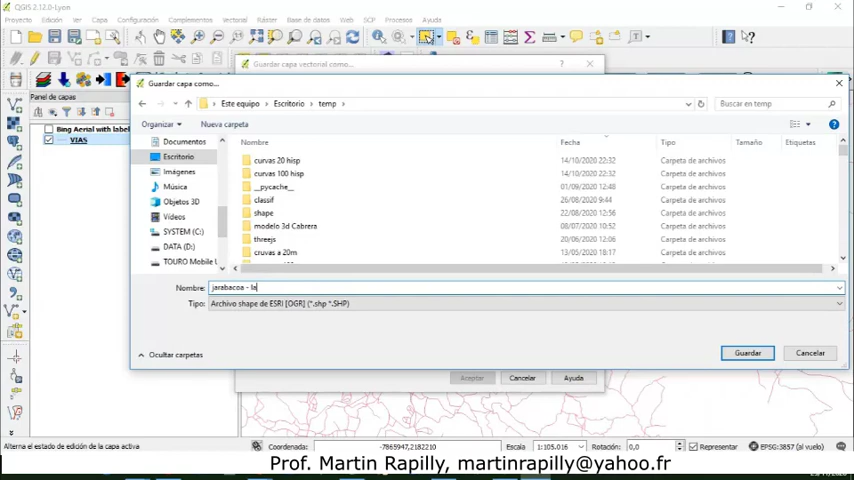 QGIS 2.12.0-Lyon
Proyecto Edición Ver Capa Configuración Complementos Vectorial Ráster Base de datos Web SCP Procesos Ayuda
Guardar capa vectorial como...
Guardar capa como...
Panel de capas
Este equipo > Escritorio > temp >
Buscar en temp
Organizar Nueva carpeta
Bing Aerial with label
VIAS
Documentos
Escritorio
Imágenes
Música
Objetos 3D
Vídeos
SYSTEM (C:)
DATA (D:)
TOURO Mobile U
Nombre Fecha Tipo Tamaño Etiquetas
curvas 20 hisp 14/10/2020 22:32 Carpeta de archivos
curvas 100 hisp 14/10/2020 22:32 Carpeta de archivos
__pycache__ 01/09/2020 12:48 Carpeta de archivos
classif 26/08/2020 9:44 Carpeta de archivos
shape 22/08/2020 12:56 Carpeta de archivos
modelo 3d Cabrera 08/07/2020 10:52 Carpeta de archivos
threejs 20/06/2020 12:06 Carpeta de archivos
cruvas a 20m 13/05/2020 18:17 Carpeta de archivos
Nombre: jarabacoa - la
Tipo: Archivo shape de ESRI [OGR] (*.shp *.SHP)
Ocultar carpetas
Guardar Cancelar
Aceptar Cancelar Ayuda
Alterna el estado de edición de la capa activa
Coordenada: -7865947,2182210 Escala 1:105.016 Rotación: 0,0 Representar EPSG:3857 (al vuelo)
Prof. Martin Rapilly, martinrapilly@yahoo.fr